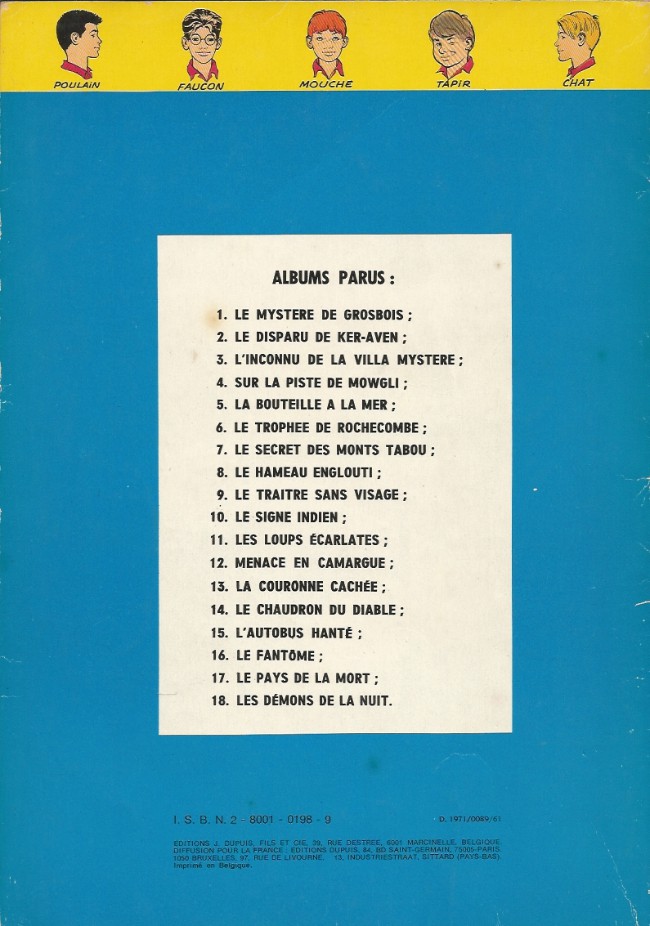 POULAIN FAUCON MOUCHE TAPIR CHAT
ALBUMS PARUS :
1. LE MYSTERE DE GROSBOIS ;
2. LE DISPARU DE KER-AVEN ;
3. L'INCONNU DE LA VILLA MYSTERE ;
4. SUR LA PISTE DE MOWGLI ;
5. LA BOUTEILLE A LA MER ;
6. LE TROPHEE DE ROCHECOMBE ;
7. LE SECRET DES MONTS TABOU ;
8. LE HAMEAU ENGLOUTI ;
9. LE TRAITRE SANS VISAGE ;
10. LE SIGNE INDIEN ;
11. LES LOUPS ÉCARLATES ;
12. MENACE EN CAMARGUE ;
13. LA COURONNE CACHÉE ;
14. LE CHAUDRON DU DIABLE ;
15. L'AUTOBUS HANTÉ ;
16. LE FANTÔME ;
17. LE PAYS DE LA MORT ;
18. LES DÉMONS DE LA NUIT.
I. S. B. N. 2 - 8001 - 0198 - 9 D. 1971/0089/61
EDITIONS J. DUPUIS, FILS ET CIE, 39, RUE DESTREE, 6001 MARCINELLE, BELGIQUE
DIFFUSION POUR LA FRANCE : EDITIONS DUPUIS, 84, BD SAINT-GERMAIN, 75005-PARIS.
1050 BRUXELLES, 97, RUE DE LIVOURNE. 13, INDUSTRIESTRAAT, SITTARD (PAYS-BAS).
Imprimé en Belgique.